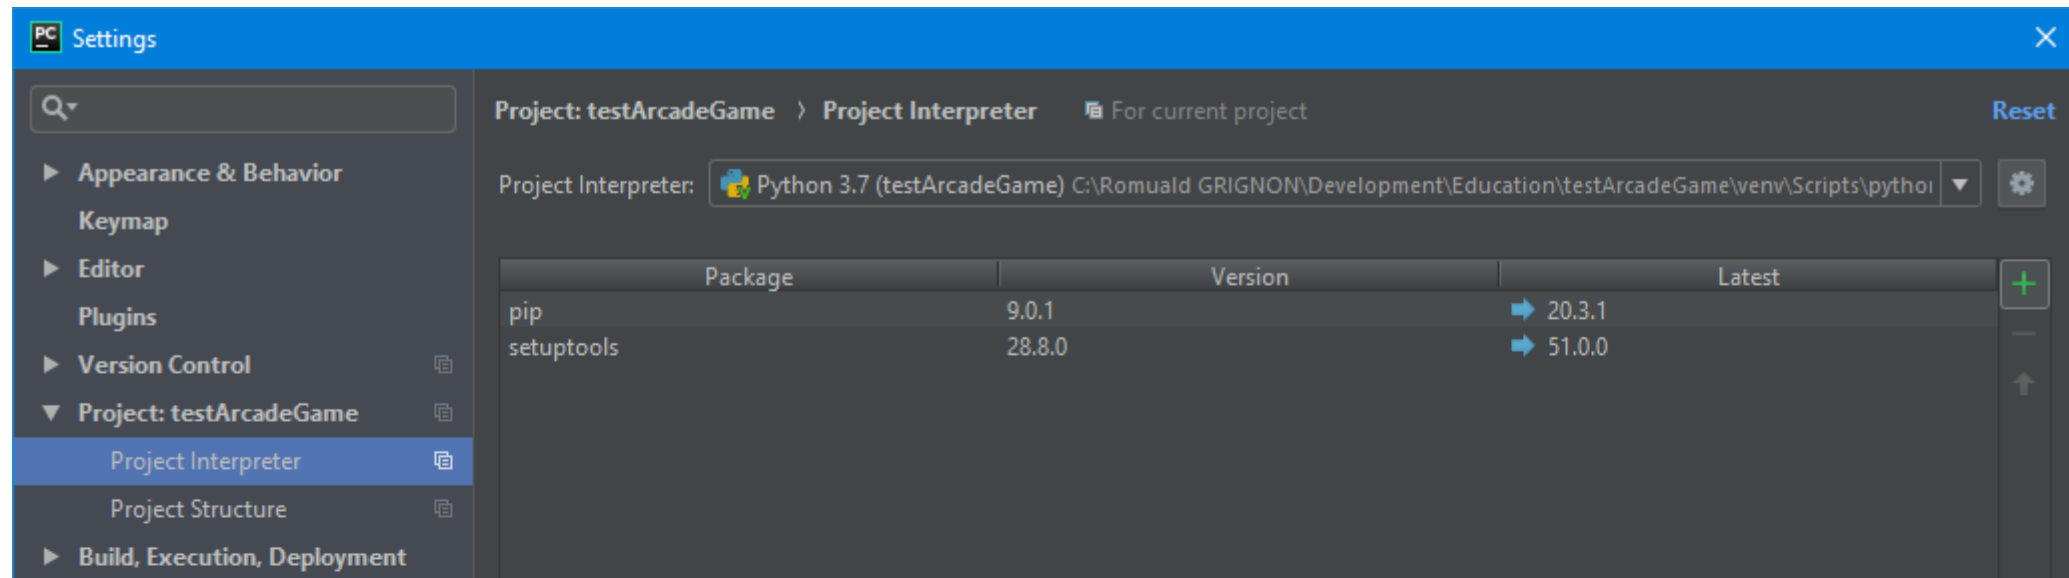 PC Settings
Project: testArcadeGame > Project Interpreter For current project Reset
Appearance & Behavior
Keymap
Editor
Plugins
Version Control
Project: testArcadeGame
Project Interpreter
Project Structure
Build, Execution, Deployment
Project Interpreter: Python 3.7 (testArcadeGame) C:\Romuald GRIGNON\Development\Education\testArcadeGame\venv\Scripts\pythor
Package Version Latest
pip 9.0.1 20.3.1
setuptools 28.8.0 51.0.0